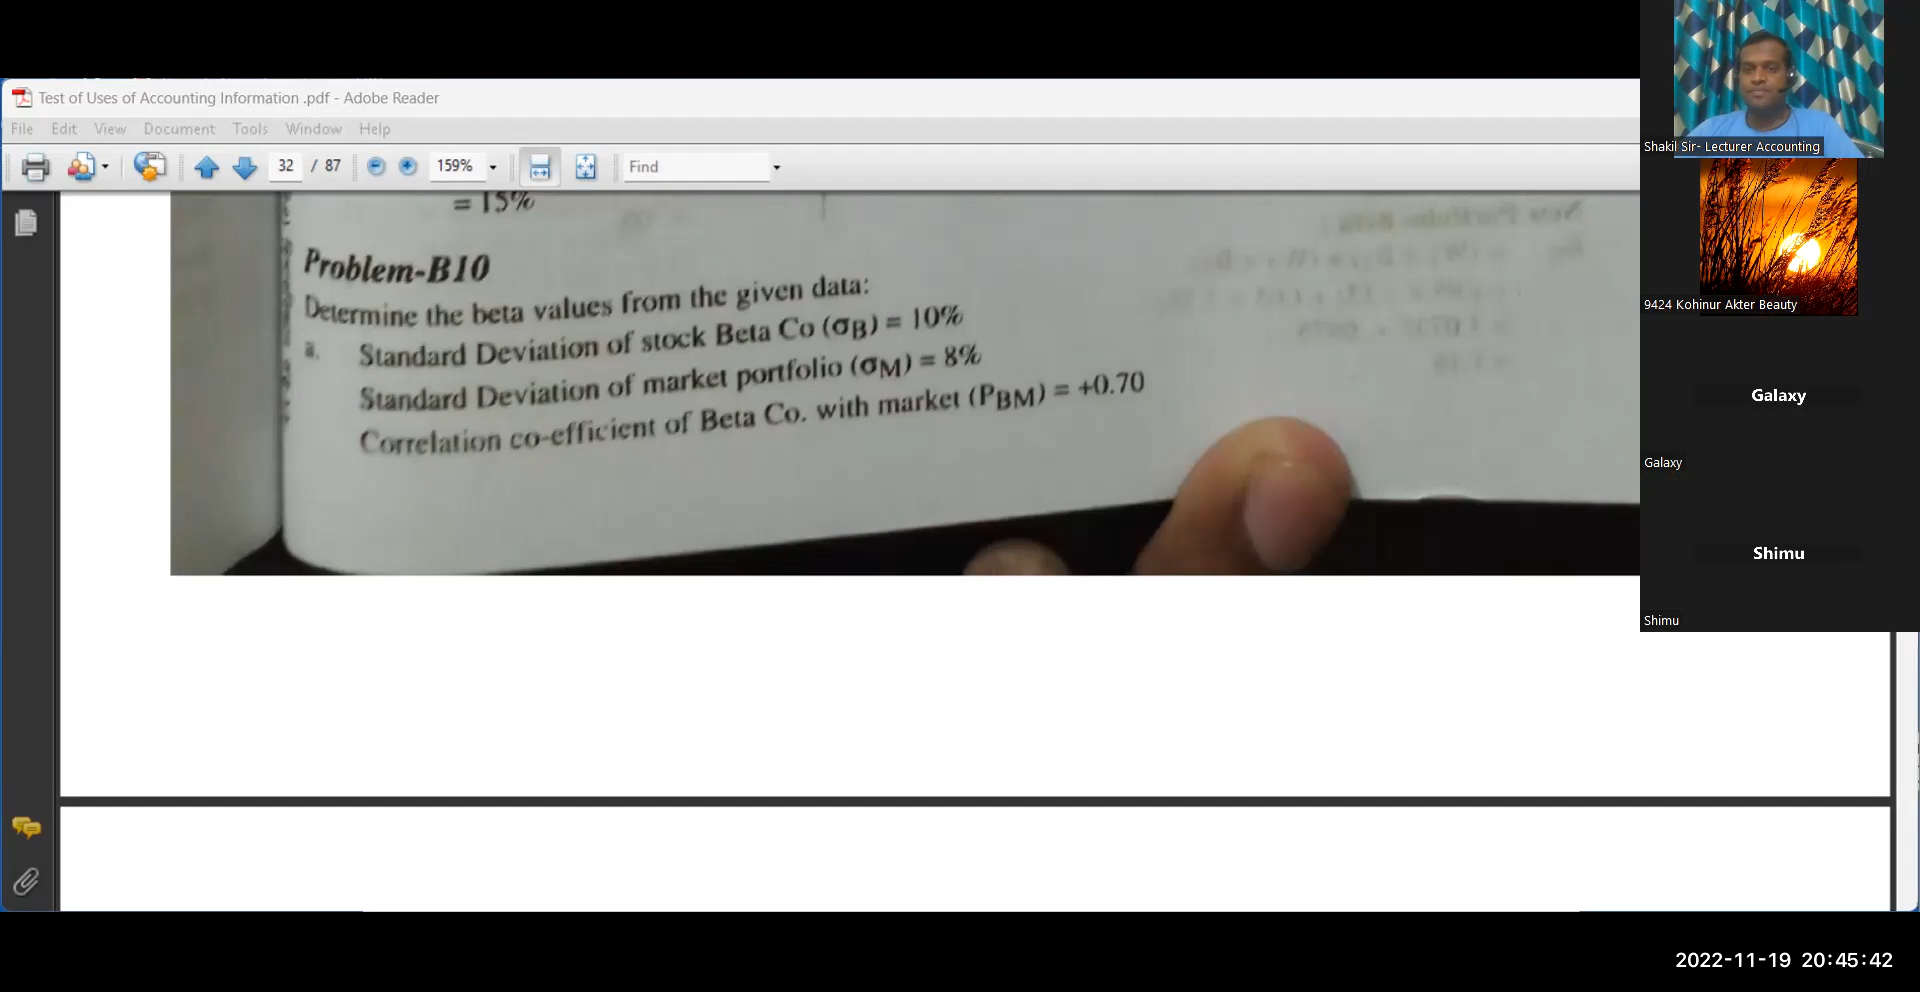 Test of Uses of Accounting Information .pdf - Adobe Reader
File Edit View Document Tools Window Help
32 / 87 159% Find
= 15%
Problem-B10
Determine the beta values from the given data:
a. Standard Deviation of stock Beta Co (σB) = 10%
Standard Deviation of market portfolio (σM) = 8%
Correlation co-efficient of Beta Co. with market (PBM) = +0.70
Shakil Sir- Lecturer Accounting
9424 Kohinur Akter Beauty
Galaxy
Galaxy
Shimu
Shimu
2022-11-19 20:45:42